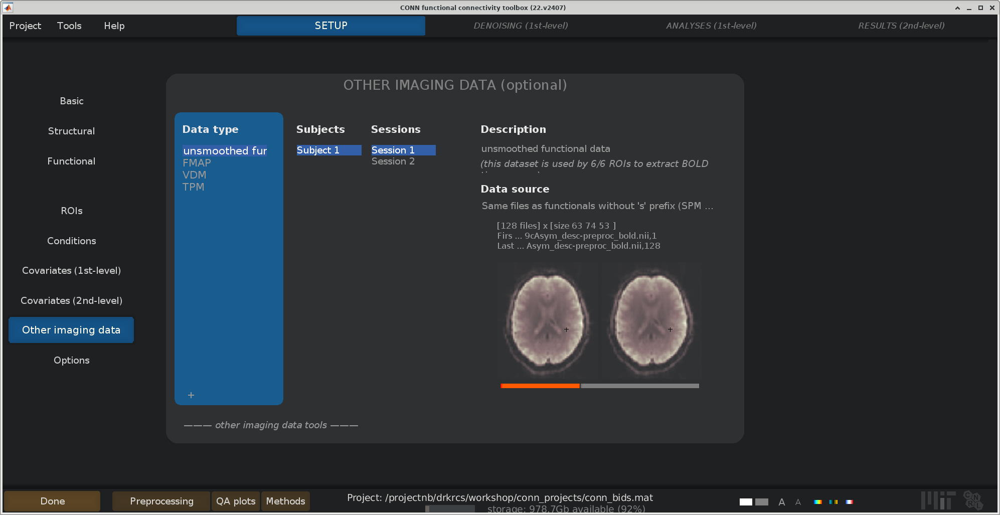 CONN functional connectivity toolbox (22.v2407)
Project Tools Help SETUP DENOISING (1st-level) ANALYSES (1st-level) RESULTS (2nd-level)
OTHER IMAGING DATA (optional)
Basic
Structural
Functional
ROIs
Conditions
Covariates (1st-level)
Covariates (2nd-level)
Other imaging data
Options
Data type
unsmoothed fur
FMAP
VDM
TPM
+
Subjects
Subject 1
Sessions
Session 1
Session 2
Description
unsmoothed functional data
(this dataset is used by 6/6 ROIs to extract BOLD
Data source
Same files as functionals without 's' prefix (SPM ...
[128 files] x [size 63 74 53 ]
Firs ... 9cAsym_desc-preproc_bold.nii,1
Last ... Asym_desc-preproc_bold.nii,128
——— other imaging data tools ———
Done Preprocessing QA plots Methods
Project: /projectnb/drkrcs/workshop/conn_projects/conn_bids.mat
storage: 978.7Gb available (92%)
A A
MIT
CNRL